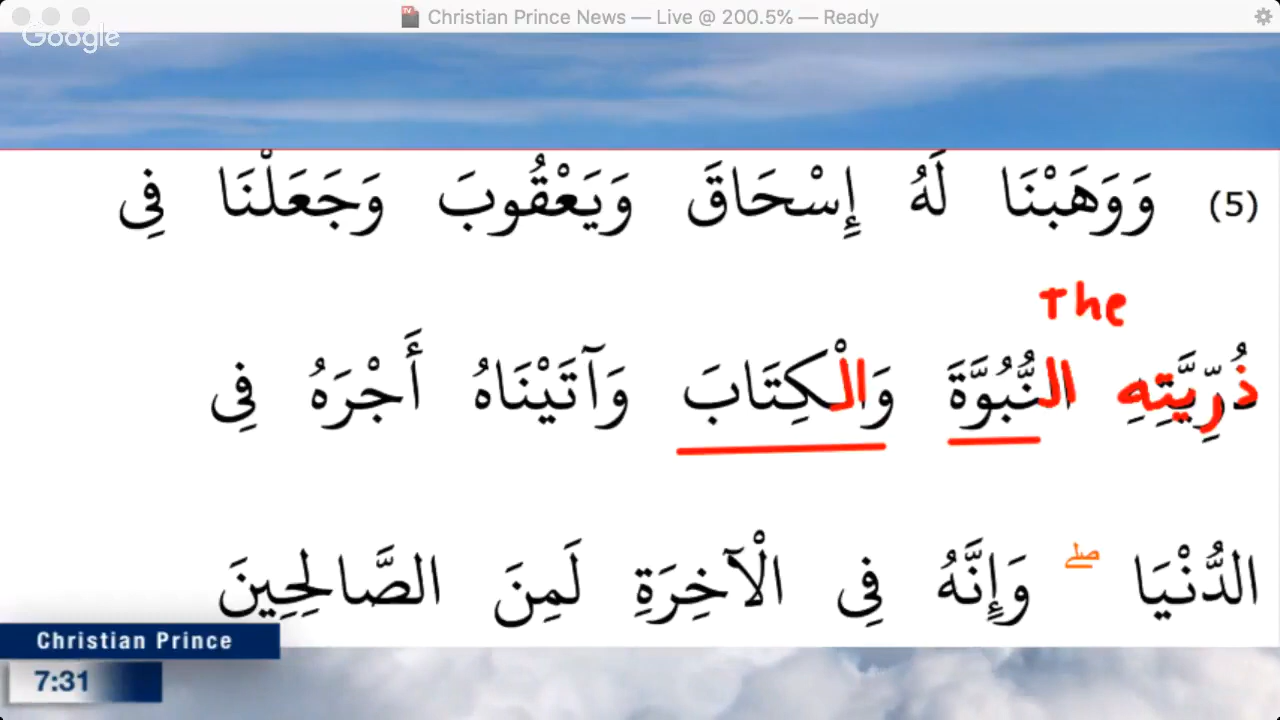 Christian Prince News — Live @ 200.5% — Ready
Google
(5) وَوَهَبْنَا لَهُ إِسْحَاقَ وَيَعْقُوبَ وَجَعَلْنَا فِى
The
ذُرِّيَّتِهِ النُّبُوَّةَ وَالْكِتَابَ وَآتَيْنَاهُ أَجْرَهُ فِى
الدُّنْيَا ۖ وَإِنَّهُ فِى الْآخِرَةِ لَمِنَ الصَّالِحِينَ
Christian Prince
7:31